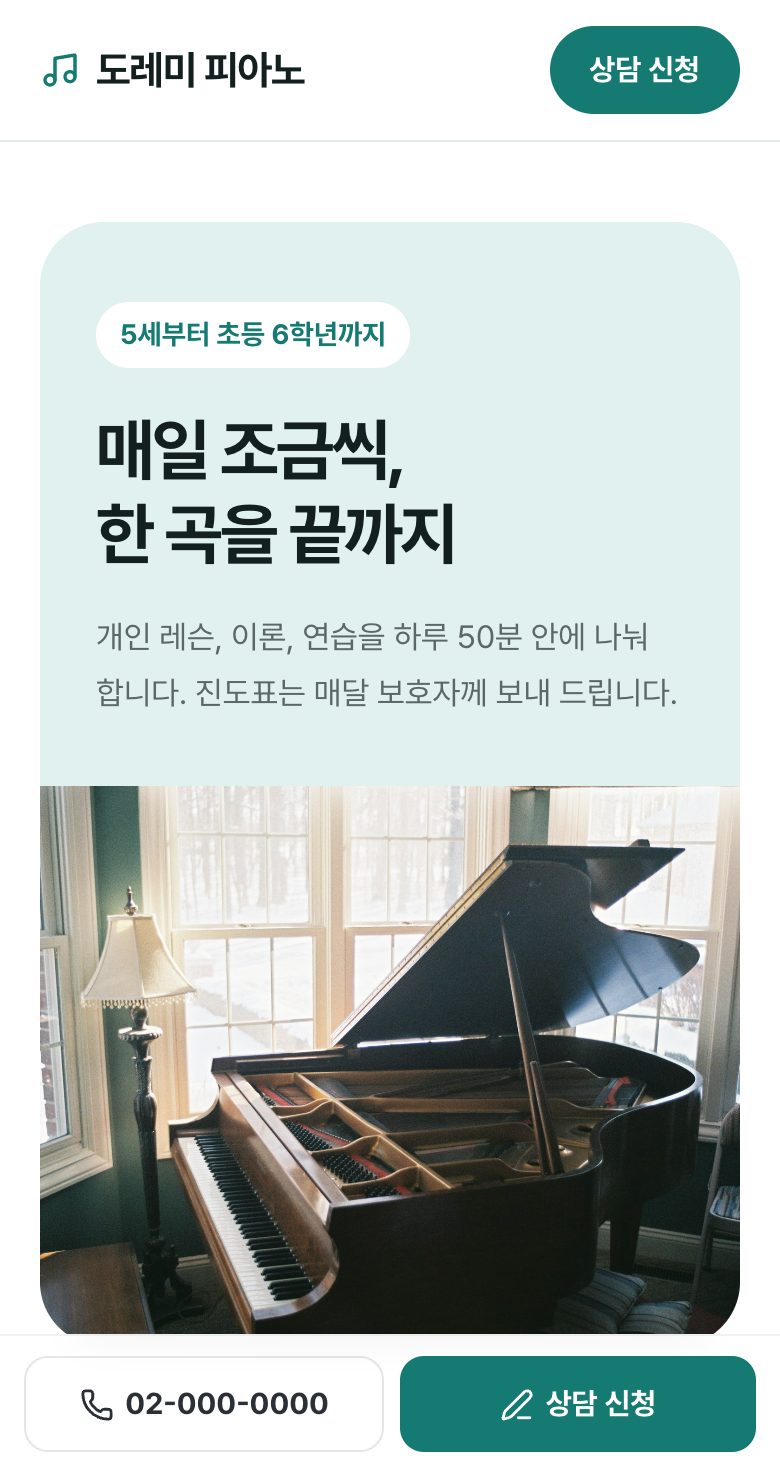 도레미 피아노
상담 신청
5세부터 초등 6학년까지
매일 조금씩,
한 곡을 끝까지
개인 레슨, 이론, 연습을 하루 50분 안에 나눠
합니다. 진도표는 매달 보호자께 보내 드립니다.
02-000-0000
상담 신청